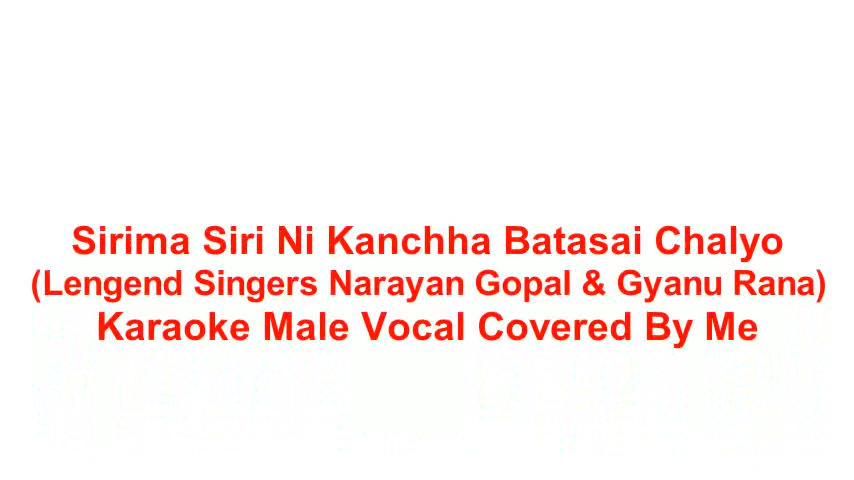 Sirima Siri Ni Kanchha Batasai Chalyo
(Lengend Singers Narayan Gopal & Gyanu Rana)
Karaoke Male Vocal Covered By Me